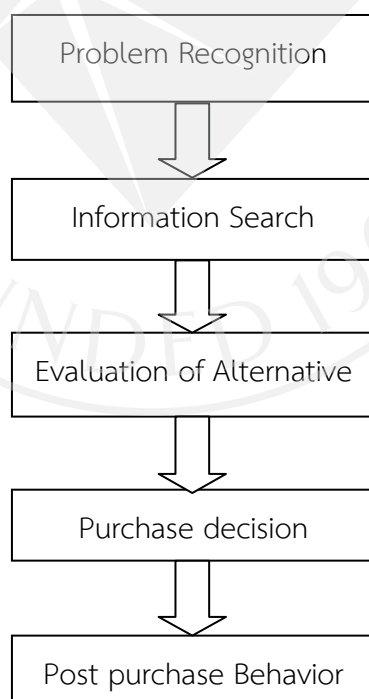 Problem Recognition
Information Search
Evaluation of Alternative
Purchase decision
Post purchase Behavior